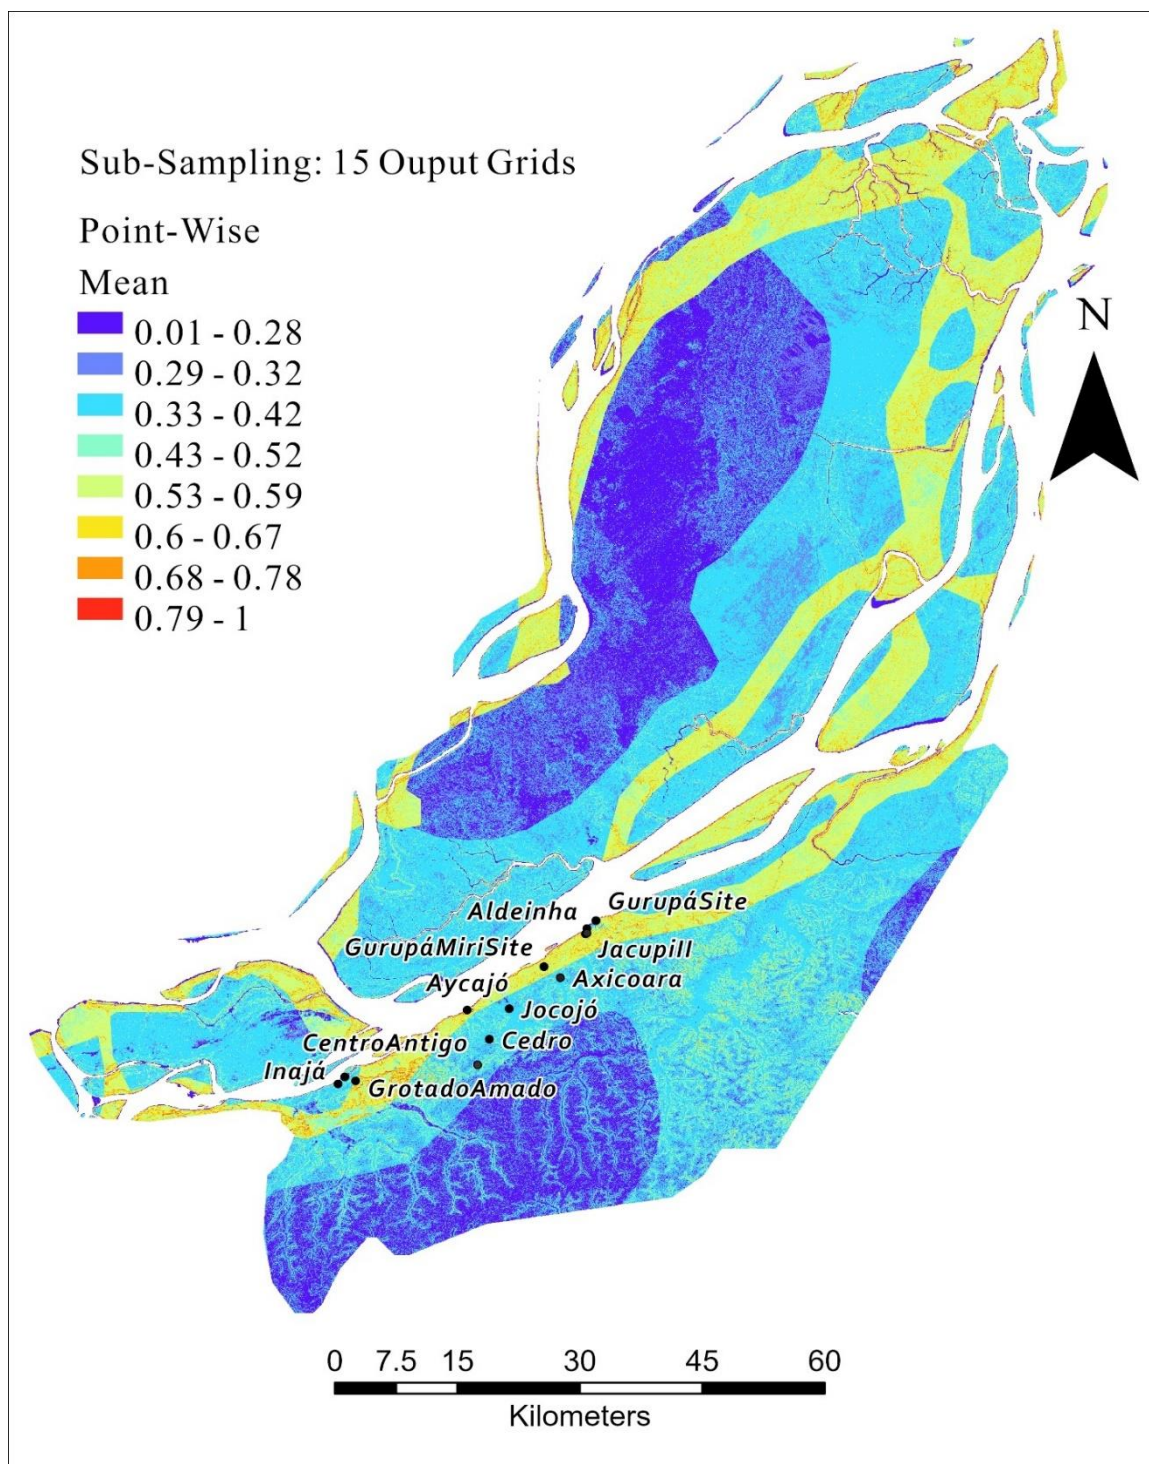 Sub-Sampling: 15 Ouput Grids
Point-Wise
Mean
0.01 - 0.28
0.29 - 0.32
0.33 - 0.42
0.43 - 0.52
0.53 - 0.59
0.6 - 0.67
0.68 - 0.78
0.79 - 1
N
Aldeinha
GurupáSite
GurupáMiriSite
JacupiII
Aycajó
Axicoara
Jocojó
CentroAntigo
Cedro
Inajá
GrotadoAmado
0 7.5 15 30 45 60
Kilometers